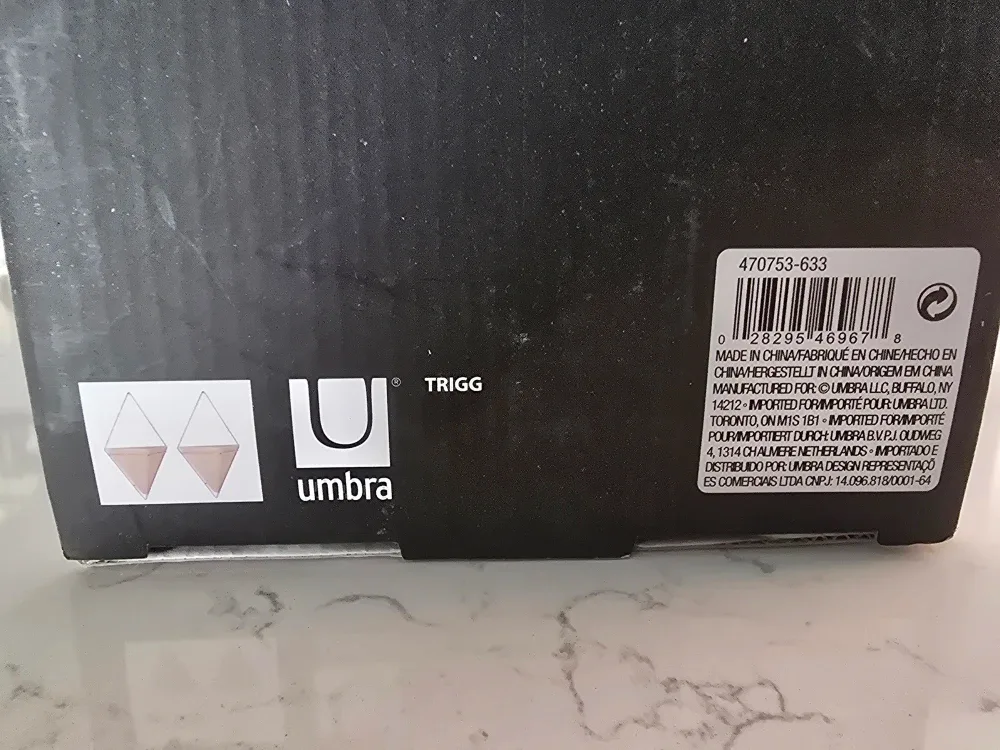 470753-633
0 28295 46967 8
MADE IN CHINA/FABRIQUÉ EN CHINE/HECHO EN
CHINA/HERGESTELLT IN CHINA/ORIGEM EM CHINA
MANUFACTURED FOR: © UMBRA LLC, BUFFALO, NY
14212 • IMPORTED FOR/IMPORTÉ POUR: UMBRA LTD.
TORONTO, ON M1S 1B1 • IMPORTED FOR/IMPORTÉ
POUR/IMPORTIERT DURCH: UMBRA B.V. P.J. OUDWEG
4, 1314 CHALMERE NETHERLANDS • IMPORTADO E
DISTRIBUIDO POR: UMBRA DESIGN REPRESENTAÇÕ
ES COMERCIAIS LTDA CNPJ: 14.096.818/0001-64
U®
TRIGG
umbra